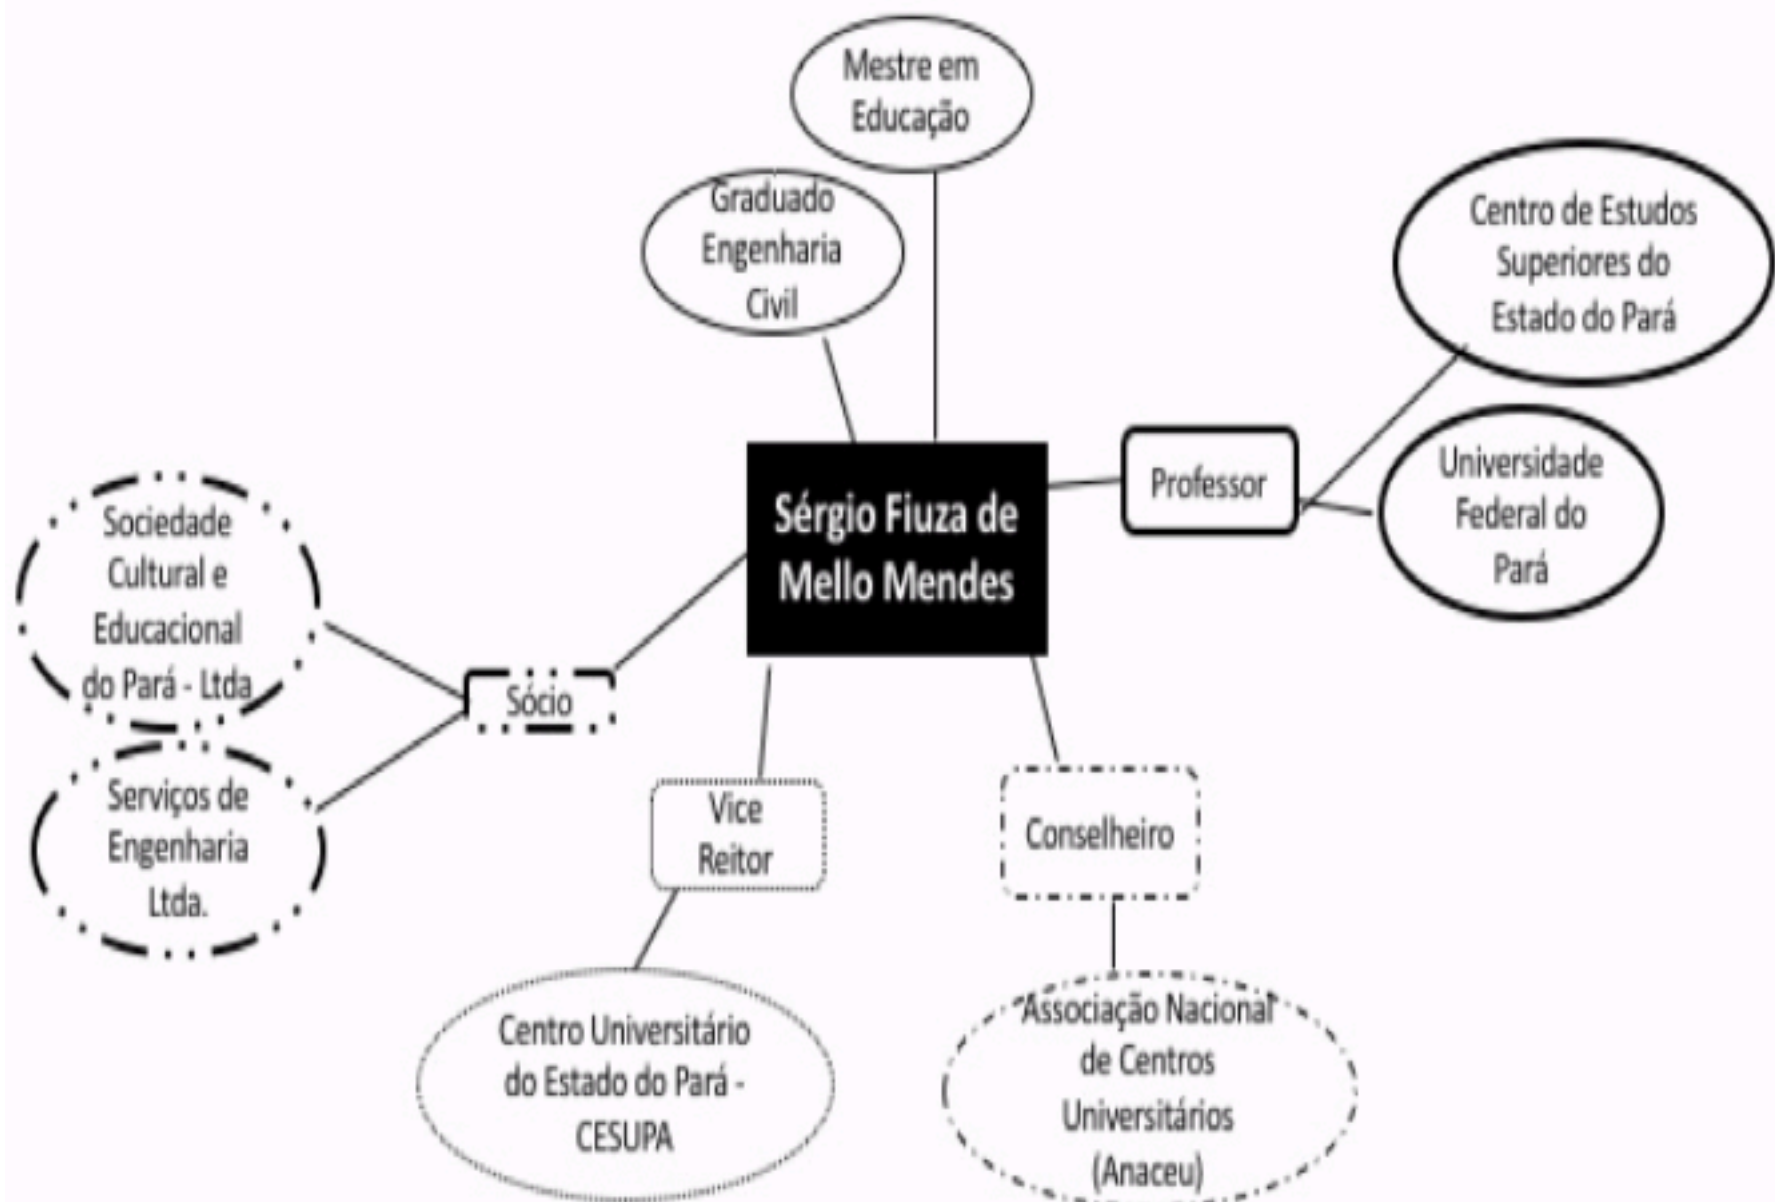 Mestre em
Educação
Graduado
Engenharia
Civil
Centro de Estudos
Superiores do
Estado do Pará
Professor
Universidade
Federal do
Pará
Sérgio Fiuza de
Mello Mendes
Sociedade
Cultural e
Educacional
do Pará - Ltda
Sócio
Serviços de
Engenharia
Ltda.
Vice
Reitor
Conselheiro
Centro Universitário
do Estado do Pará -
CESUPA
Associação Nacional
de Centros
Universitários
(Anaceu)